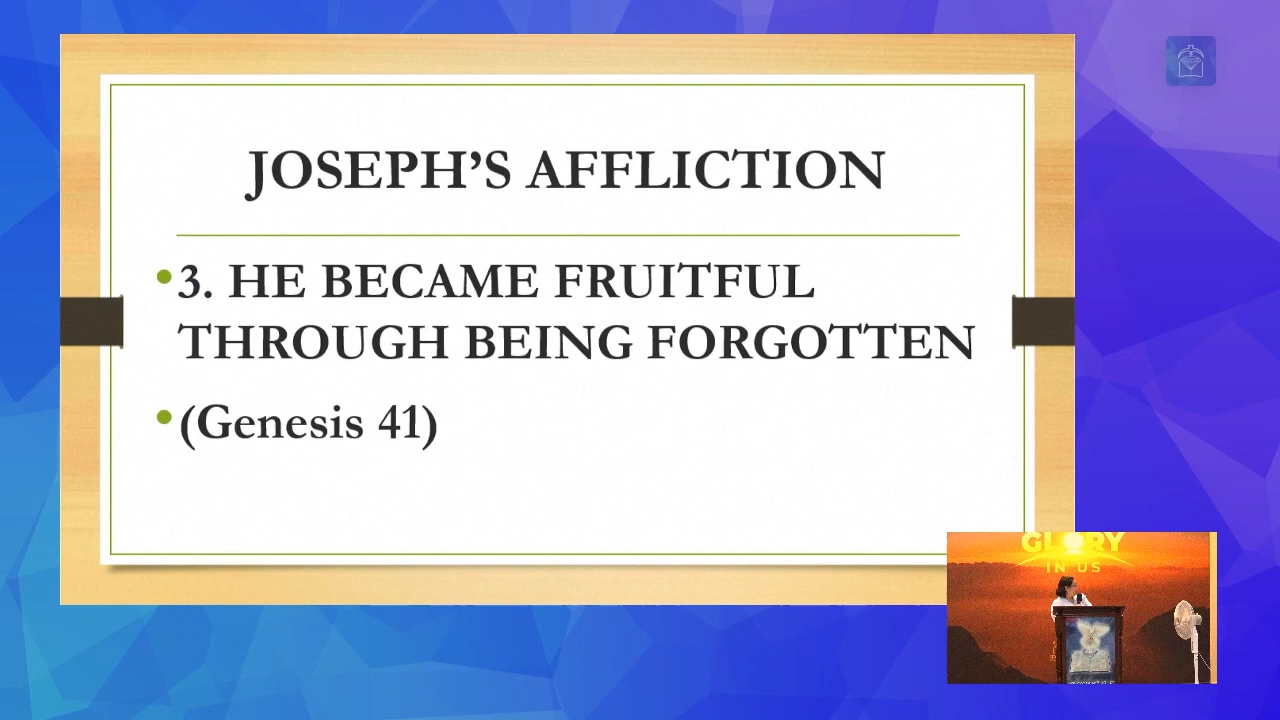 JOSEPH’S AFFLICTION
•3. HE BECAME FRUITFUL
THROUGH BEING FORGOTTEN
•(Genesis 41)
GLORY
IN US